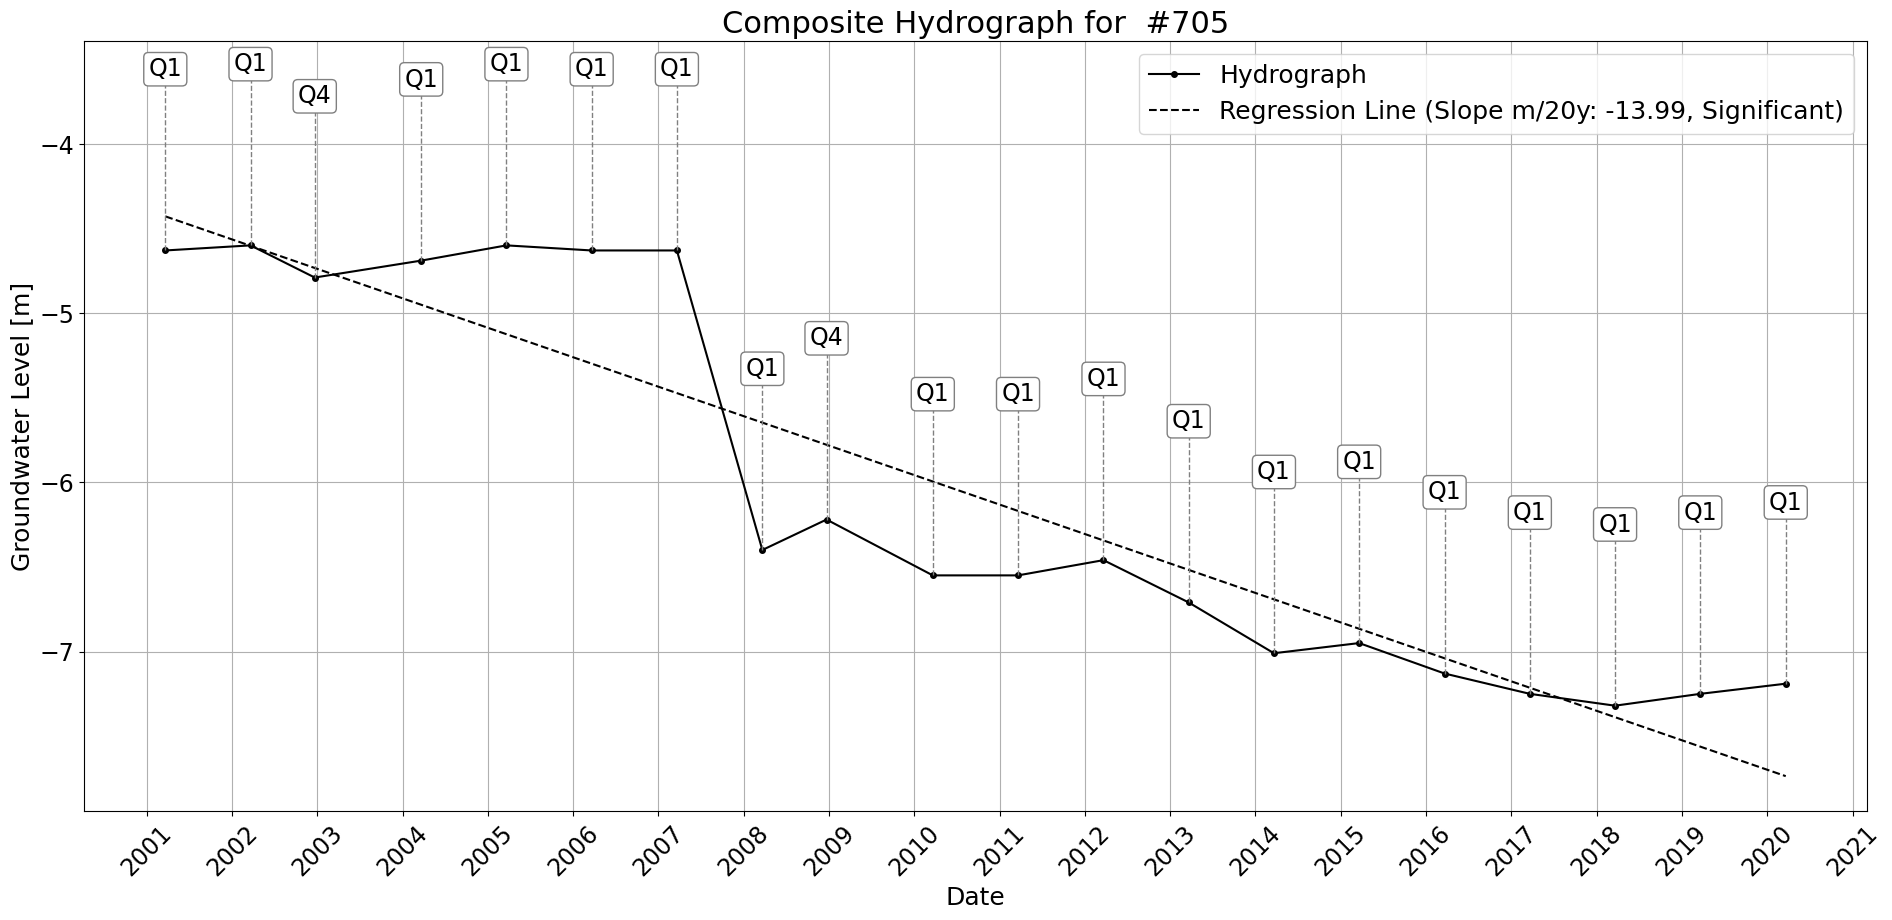 Composite Hydrograph for  #705
Q1
Q1
Q4
Q1
Q1
Q1
Q1
Q1
Q4
Q1
Q1
Q1
Q1
Q1
Q1
Q1
Q1
Q1
Q1
Q1
Hydrograph
Regression Line (Slope m/20y: -13.99, Significant)
Groundwater Level [m]
−4
−5
−6
−7
2001
2002
2003
2004
2005
2006
2007
2008
2009
2010
2011
2012
2013
2014
2015
2016
2017
2018
2019
2020
2021
Date